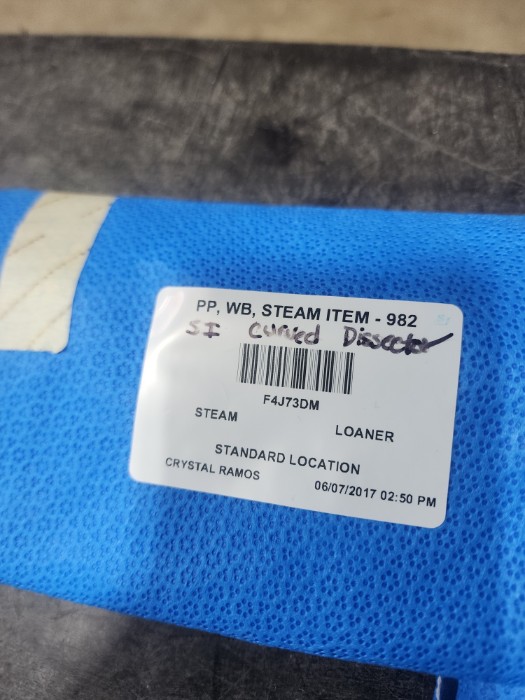 PP, WB, STEAM ITEM - 982
SI Curved Dissector
F4J73DM
STEAM
LOANER
STANDARD LOCATION
CRYSTAL RAMOS
06/07/2017 02:50 PM